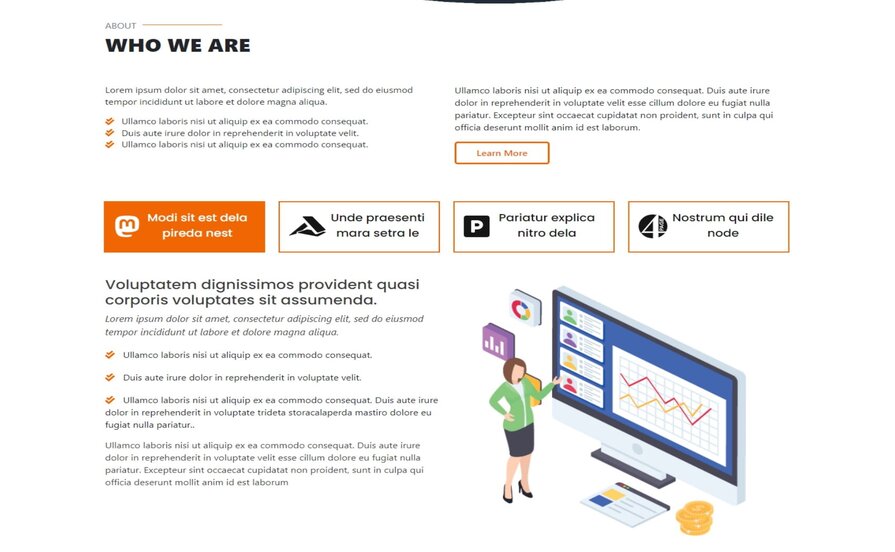 ABOUT
WHO WE ARE
Lorem ipsum dolor sit amet, consectetur adipiscing elit, sed do eiusmod
tempor incididunt ut labore et dolore magna aliqua.
Ullamco laboris nisi ut aliquip ex ea commodo consequat.
Duis aute irure dolor in reprehenderit in voluptate velit.
Ullamco laboris nisi ut aliquip ex ea commodo consequat.
Ullamco laboris nisi ut aliquip ex ea commodo consequat. Duis aute irure
dolor in reprehenderit in voluptate velit esse cillum dolore eu fugiat nulla
pariatur. Excepteur sint occaecat cupidatat non proident, sunt in culpa qui
officia deserunt mollit anim id est laborum.
Learn More
Modi sit est dela
pireda nest
Unde praesenti
mara setra le
Pariatur explica
nitro dela
Nostrum qui dile
node
Voluptatem dignissimos provident quasi
corporis voluptates sit assumenda.
Lorem ipsum dolor sit amet, consectetur adipiscing elit, sed do eiusmod
tempor incididunt ut labore et dolore magna aliqua.
Ullamco laboris nisi ut aliquip ex ea commodo consequat.
Duis aute irure dolor in reprehenderit in voluptate velit.
Ullamco laboris nisi ut aliquip ex ea commodo consequat. Duis aute irure
dolor in reprehenderit in voluptate trideta storacalaperda mastiro dolore eu
fugiat nulla pariatur..
Ullamco laboris nisi ut aliquip ex ea commodo consequat. Duis aute irure
dolor in reprehenderit in voluptate velit esse cillum dolore eu fugiat nulla
pariatur. Excepteur sint occaecat cupidatat non proident, sunt in culpa qui
officia deserunt mollit anim id est laborum